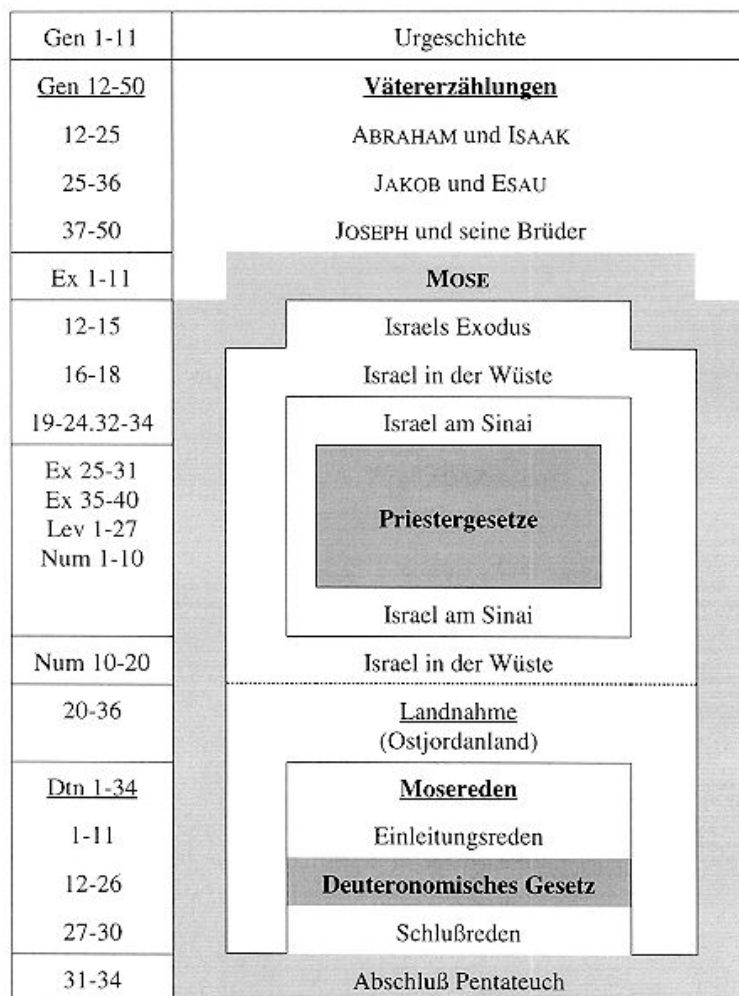 Gen 1-11 Urgeschichte
Gen 12-50 Vätererzählungen
12-25 ABRAHAM und ISAAK
25-36 JAKOB und ESAU
37-50 JOSEPH und seine Brüder
Ex 1-11 MOSE
12-15 Israels Exodus
16-18 Israel in der Wüste
19-24.32-34 Israel am Sinai
Ex 25-31
Ex 35-40
Lev 1-27
Num 1-10
Priestergesetze
Israel am Sinai
Num 10-20 Israel in der Wüste
20-36 Landnahme
(Ostjordanland)
Dtn 1-34 Mosereden
1-11 Einleitungsreden
12-26 Deuteronomisches Gesetz
27-30 Schlußreden
31-34 Abschluß Pentateuch